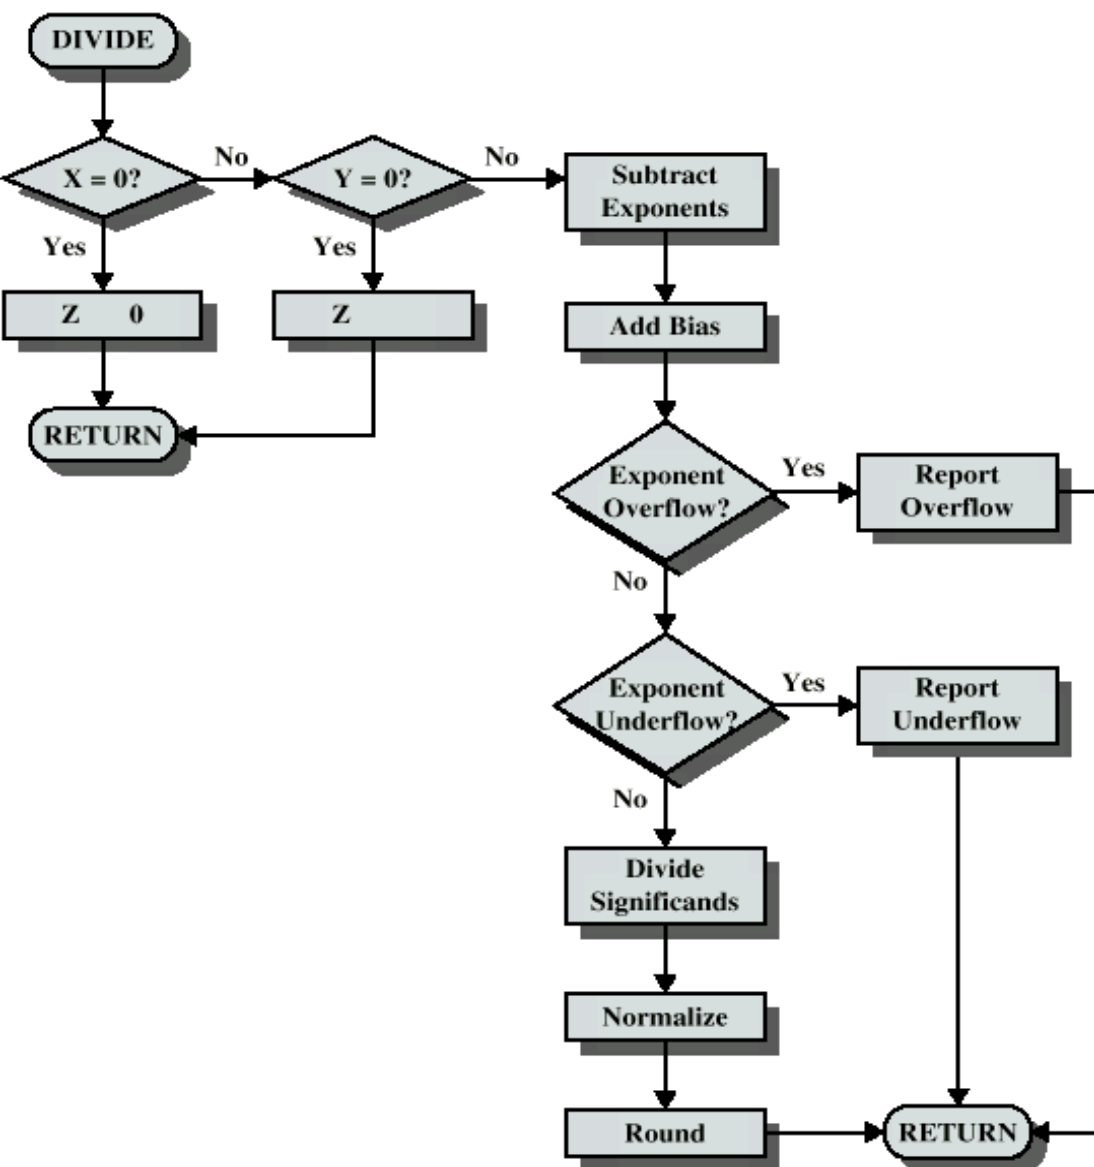 DIVIDE
X = 0?
No
Y = 0?
No
Subtract
Exponents
Yes
Yes
Z 0
Z
Add Bias
RETURN
Exponent
Overflow?
Yes
Report
Overflow
No
Exponent
Underflow?
Yes
Report
Underflow
No
Divide
Significands
Normalize
Round
RETURN